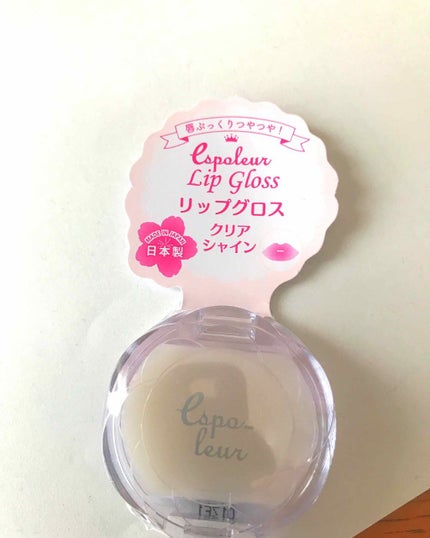 唇ぷっくりつやつや!
espoleur
Lip Gloss
リップグロス
クリア
シャイン
MADE IN JAPAN
日本製
espo-
leur